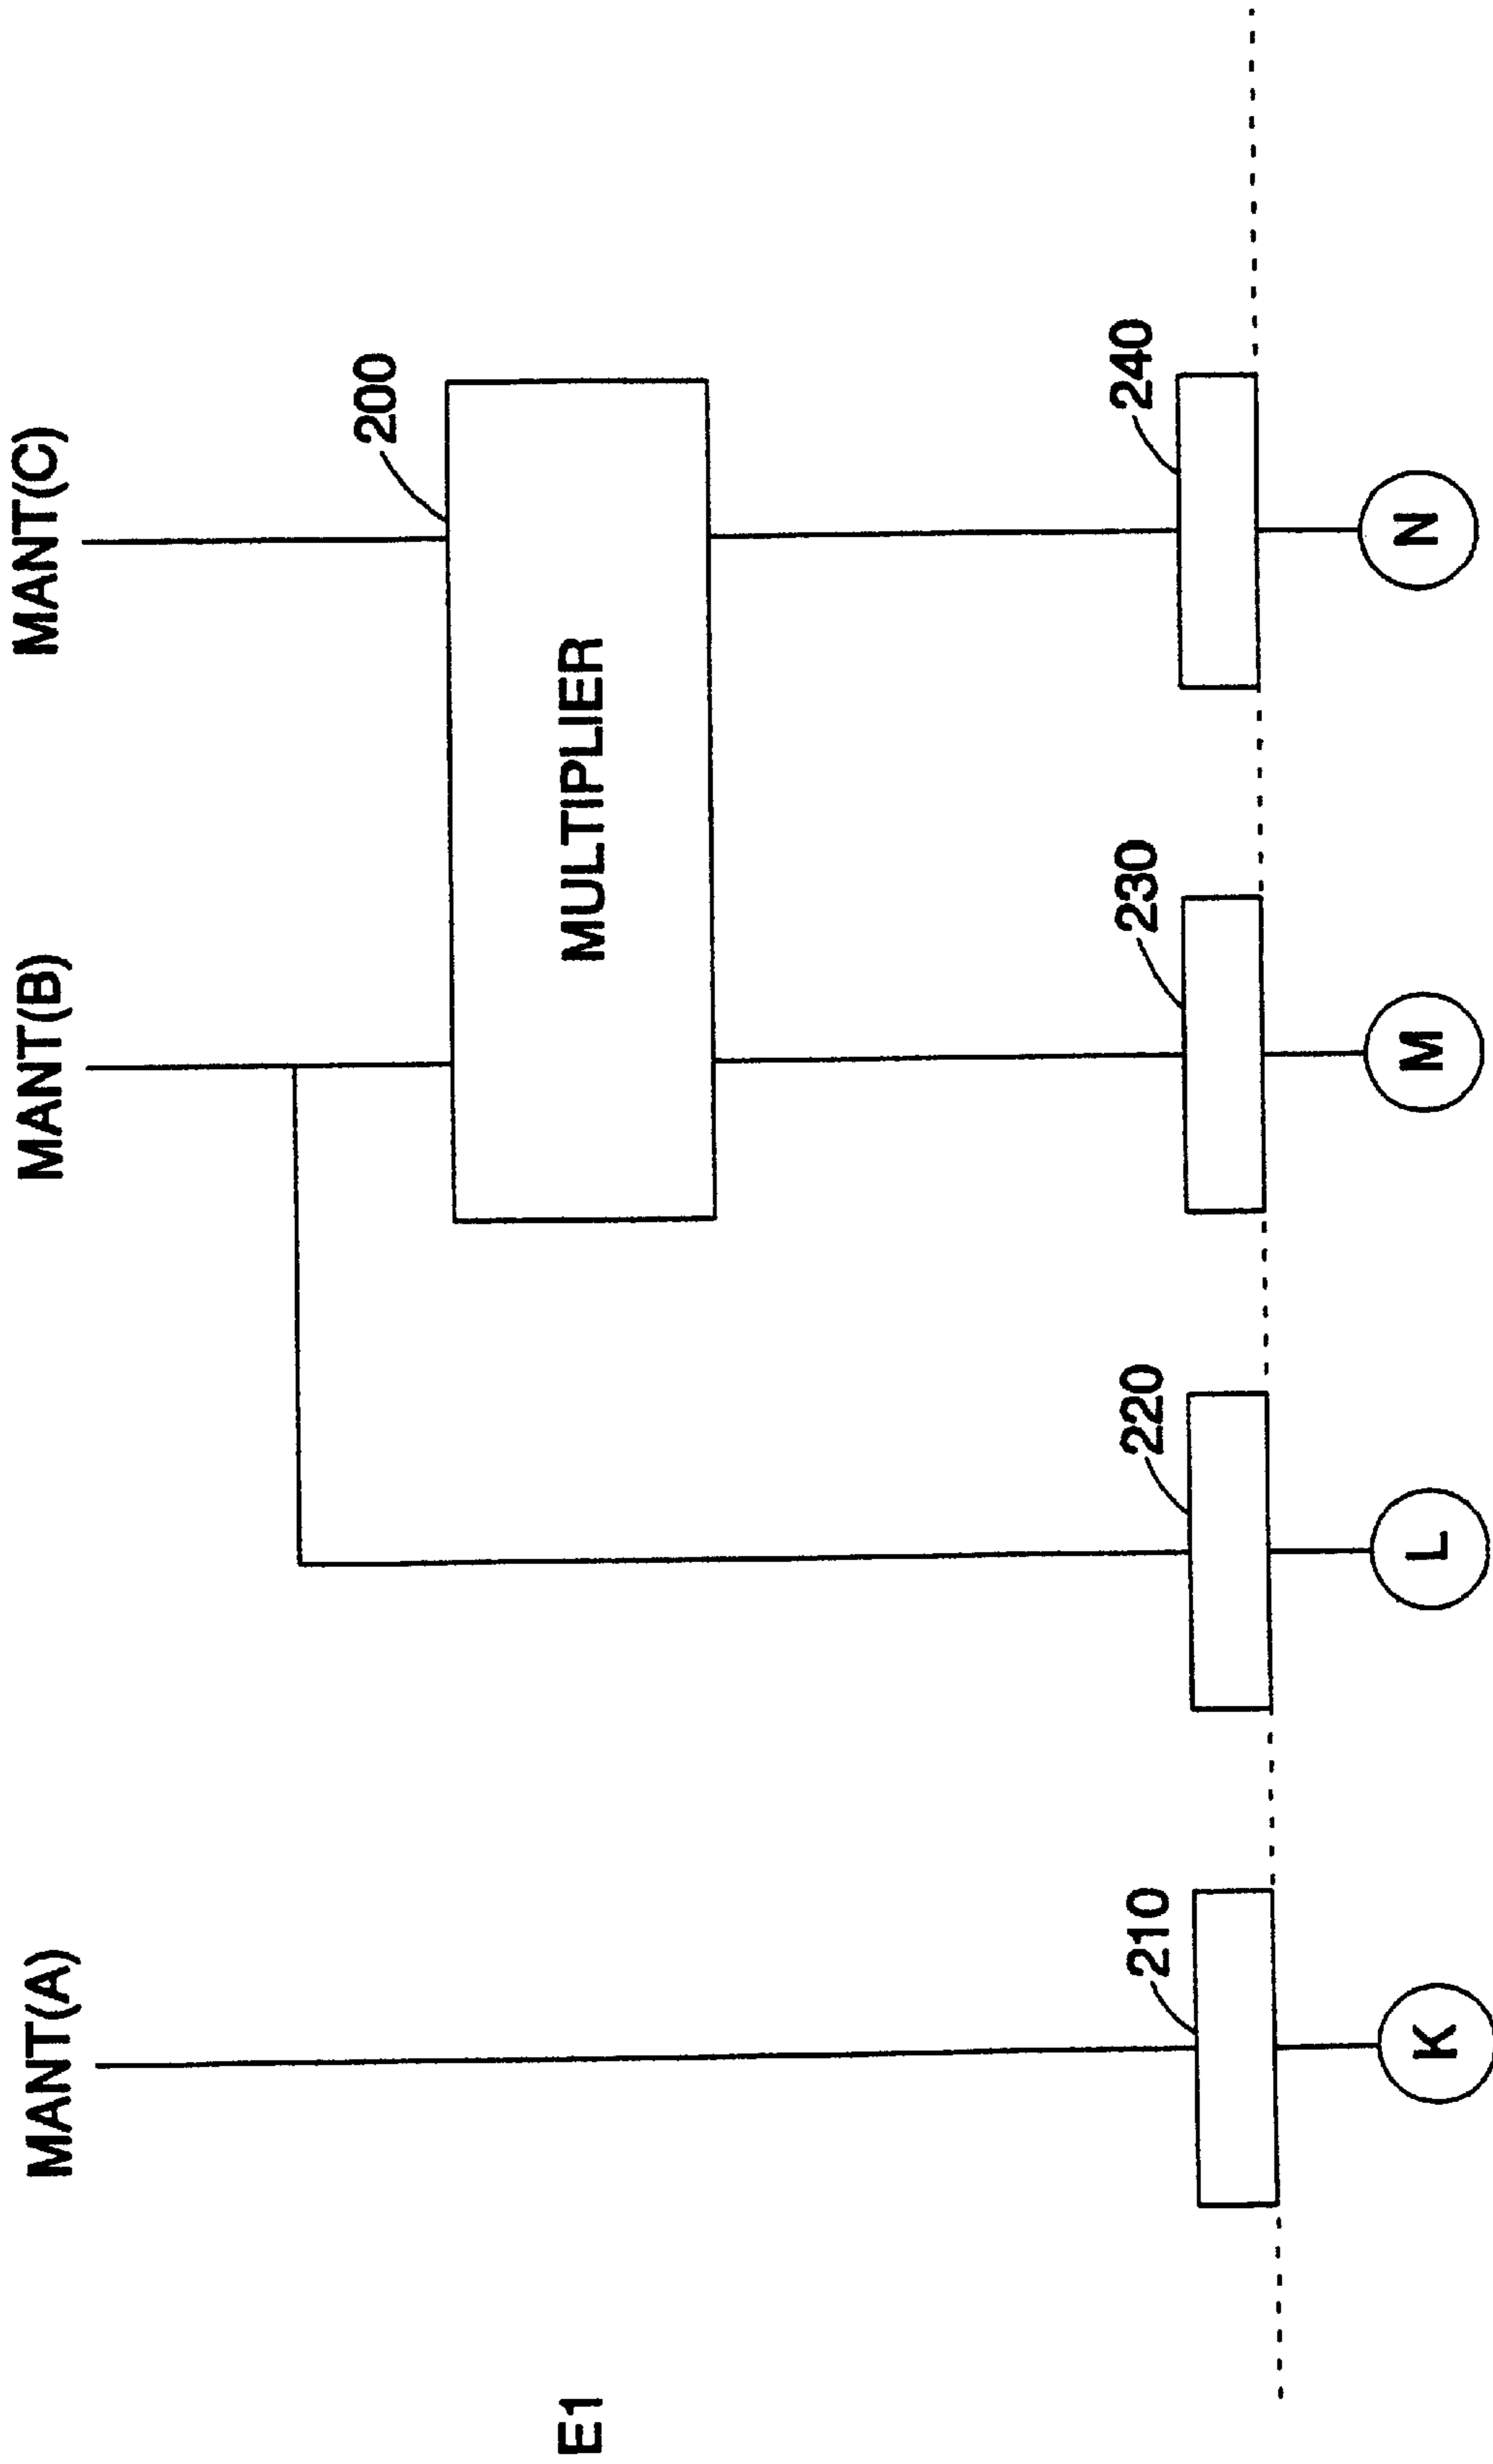 MANT(A)
MANT(B)
MANT(C)
200
E1
MULTIPLIER
210
220
230
240
K
L
M
N